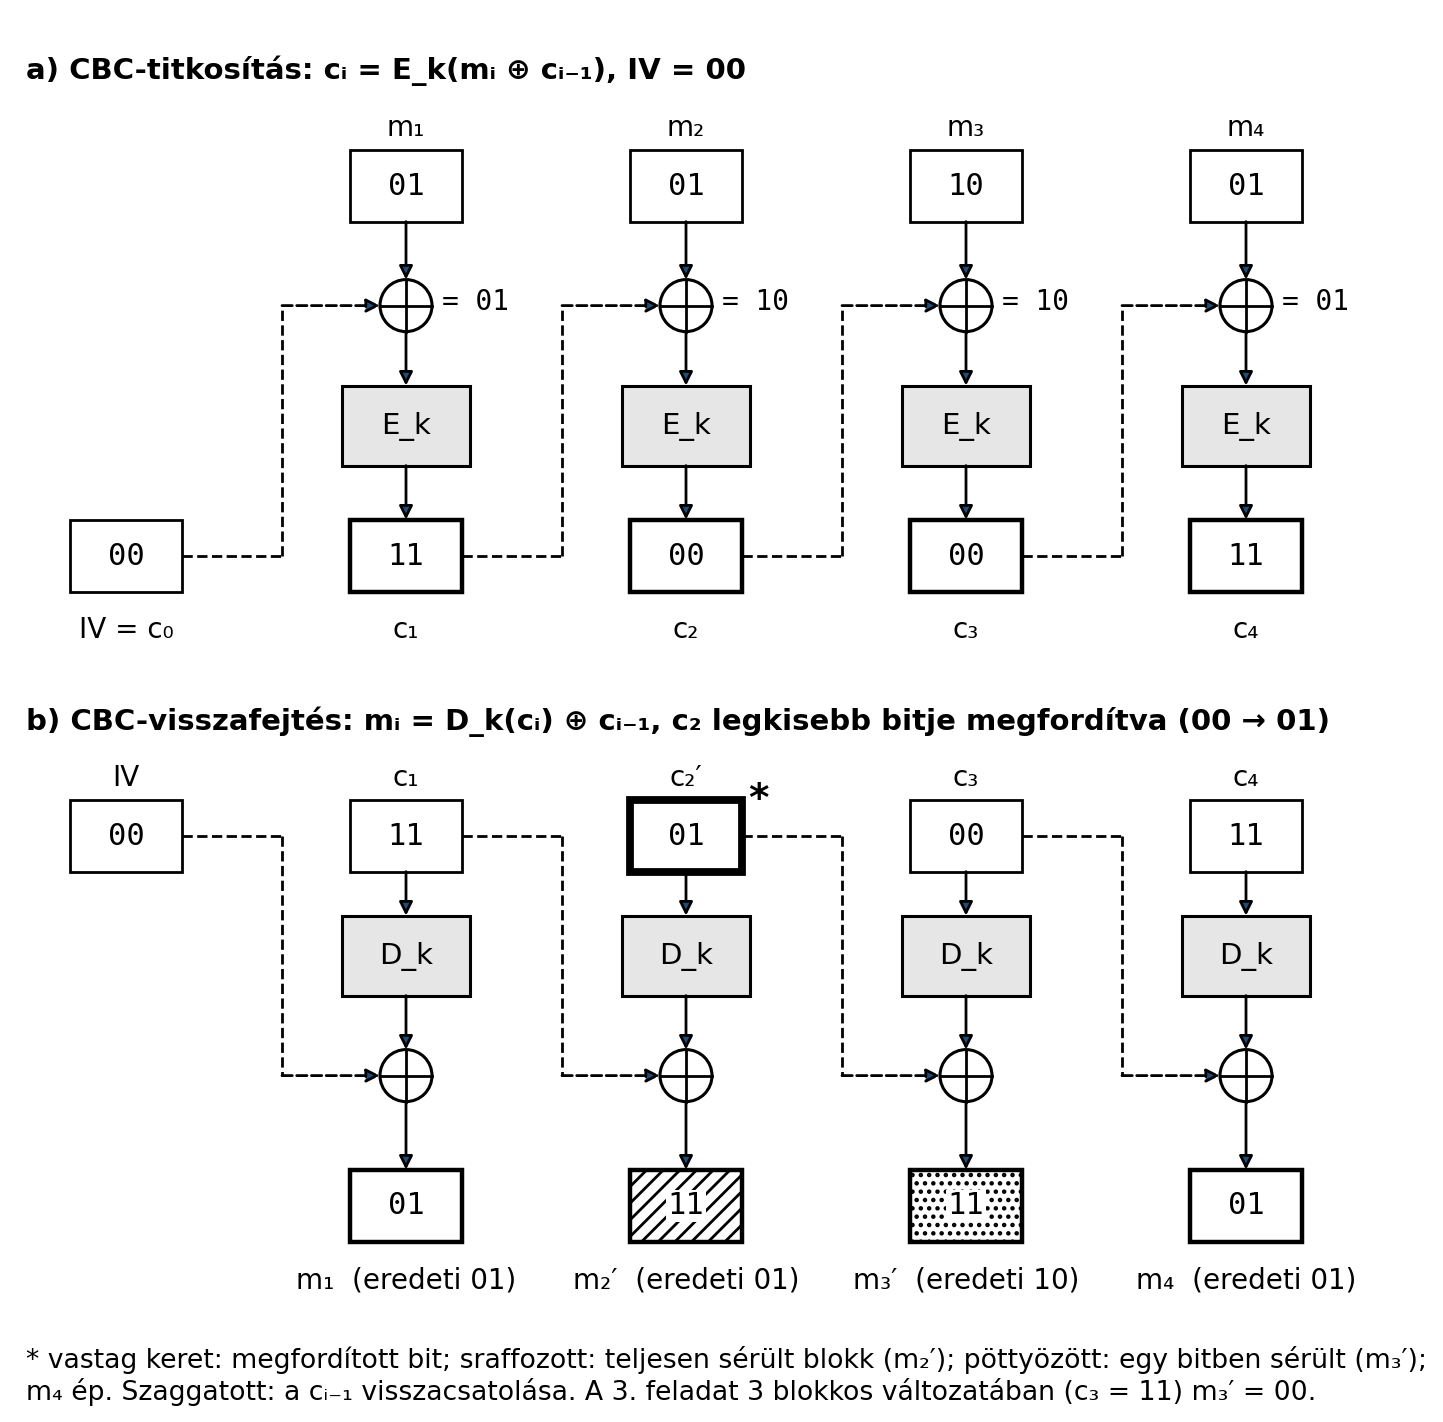 a) CBC-titkosítás: cᵢ = E_k(mᵢ ⊕ cᵢ₋₁), IV = 00
m₁ m₂ m₃ m₄
01 01 10 01
= 01 = 10 = 10 = 01
E_k E_k E_k E_k
00 11 00 00 11
IV = c₀ c₁ c₂ c₃ c₄
b) CBC-visszafejtés: mᵢ = D_k(cᵢ) ⊕ cᵢ₋₁, c₂ legkisebb bitje megfordítva (00 → 01)
IV c₁ c₂′ c₃ c₄
*
00 11 01 00 11
D_k D_k D_k D_k
01 11 11 01
m₁ (eredeti 01) m₂′ (eredeti 01) m₃′ (eredeti 10) m₄ (eredeti 01)
* vastag keret: megfordított bit; sraffozott: teljesen sérült blokk (m₂′); pöttyözött: egy bitben sérült (m₃′);
m₄ ép. Szaggatott: a cᵢ₋₁ visszacsatolása. A 3. feladat 3 blokkos változatában (c₃ = 11) m₃′ = 00.